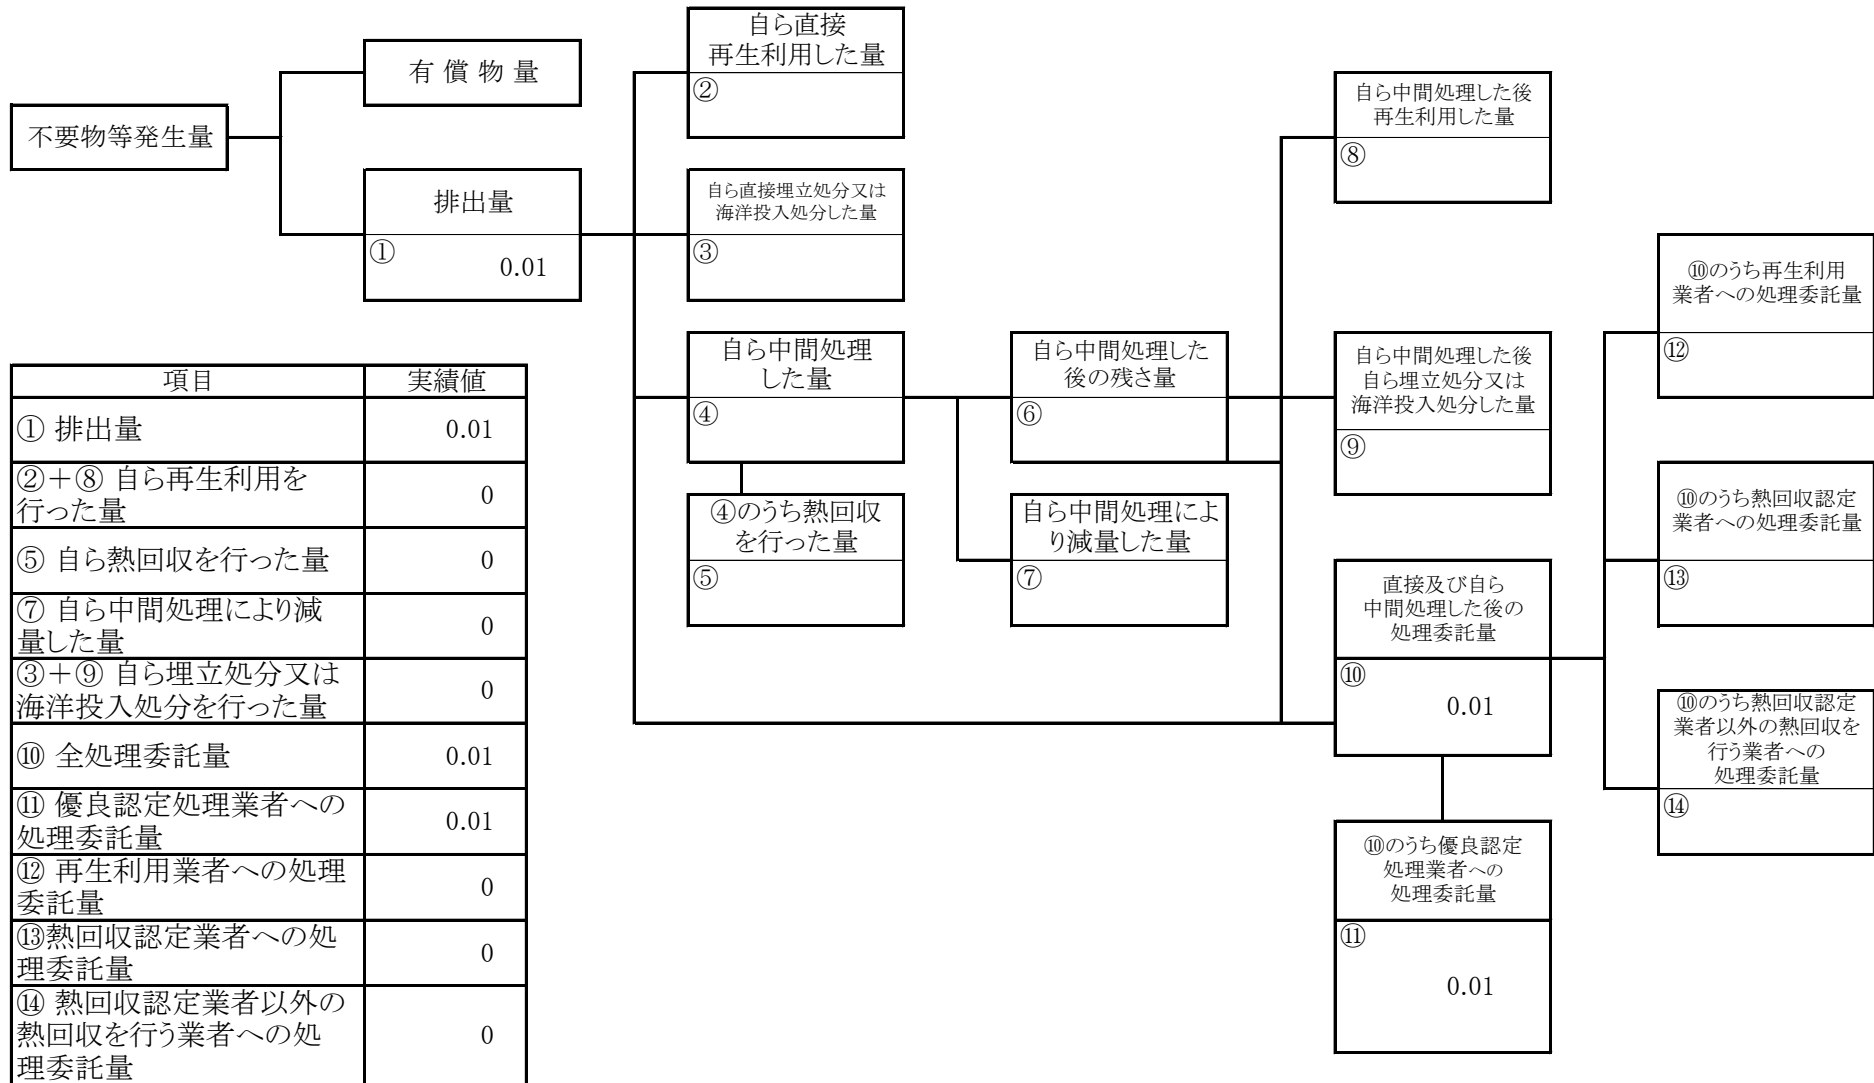 不要物等発生量
有償物量
排出量
①
0.01
自ら直接
再生利用した量
②
自ら直接埋立処分又は
海洋投入処分した量
③
自ら中間処理
した量
④
④のうち熱回収
を行った量
⑤
自ら中間処理した
後の残さ量
⑥
自ら中間処理によ
り減量した量
⑦
自ら中間処理した後
再生利用した量
⑧
自ら中間処理した後
自ら埋立処分又は
海洋投入処分した量
⑨
直接及び自ら
中間処理した後の
処理委託量
⑩
0.01
⑩のうち優良認定
処理業者への
処理委託量
⑪
0.01
⑩のうち再生利用
業者への処理委託量
⑫
⑩のうち熱回収認定
業者への処理委託量
⑬
⑩のうち熱回収認定
業者以外の熱回収を
行う業者への
処理委託量
⑭
項目 実績値
① 排出量 0.01
②+⑧ 自ら再生利用を
行った量 0
⑤ 自ら熱回収を行った量 0
⑦ 自ら中間処理により減
量した量 0
③+⑨ 自ら埋立処分又は
海洋投入処分を行った量 0
⑩ 全処理委託量 0.01
⑪ 優良認定処理業者への
処理委託量 0.01
⑫ 再生利用業者への処理
委託量 0
⑬熱回収認定業者への処
理委託量 0
⑭ 熱回収認定業者以外の
熱回収を行う業者への処
理委託量 0